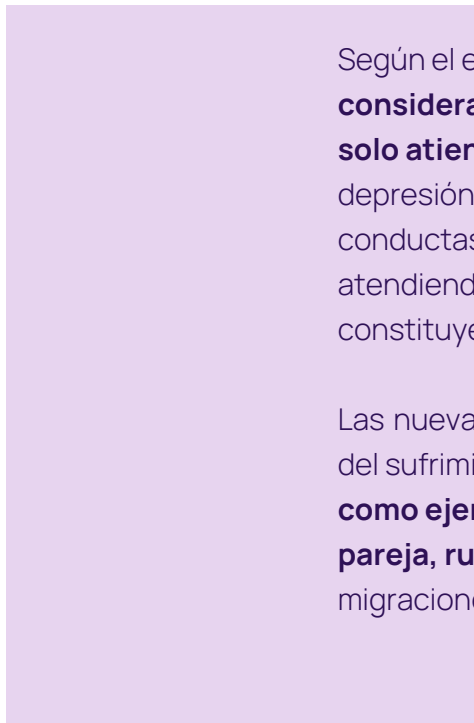 Según el e
considera
solo atien
depresión
conductas
atendiend
constituye
Las nueva
del sufrimi
como ejer
pareja, ru
migracione